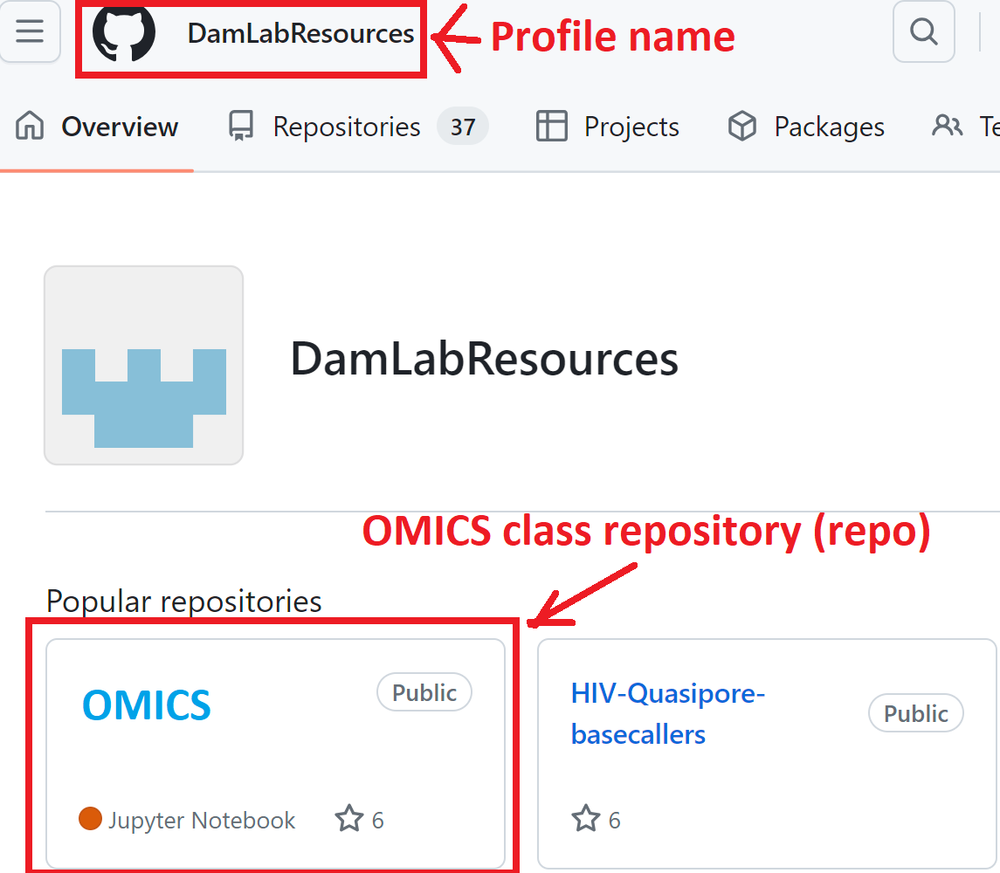 DamLabResources Profile name
Overview Repositories 37 Projects Packages Te
DamLabResources
OMICS class repository (repo)
Popular repositories
OMICS Public
Jupyter Notebook 6
HIV-Quasipore-
basecallers Public
6